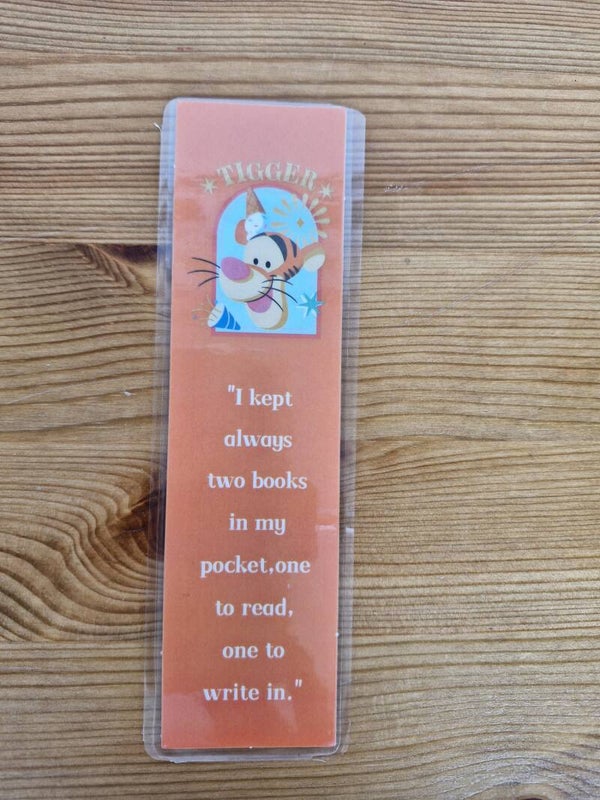 TIGGER
"I kept
always
two books
in my
pocket,one
to read,
one to
write in."